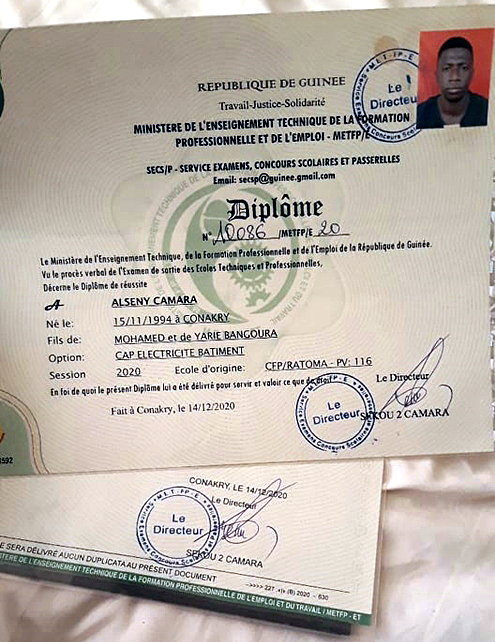 REPUBLIQUE DE GUINEE
Travail-Justice-Solidarité
MINISTERE DE L'ENSEIGNEMENT TECHNIQUE DE LA FORMATION
PROFESSIONNELLE ET DE L'EMPLOI - METFP/E
SECS/P - SERVICE EXAMENS, CONCOURS SCOLAIRES ET PASSERELLES
Email: secsp@guinee.gmail.com
Diplôme
N° 10086 /METFP/E 20
Le Ministère de l'Enseignement Technique, de la Formation Professionnelle et de l'Emploi de la République de Guinée.
Vu le procès verbal de l'Examen de sortie des Ecoles Techniques et Professionnelles,
Décerne le Diplôme de réussite
A ALSENY CAMARA
Né le: 15/11/1994 à CONAKRY
Fils de: MOHAMED et de YARIE BANGOURA
Option: CAP ELECTRICITE BATIMENT
Session 2020 Ecole d'origine: CFP/RATOMA - PV: 116
En foi de quoi le présent Diplôme lui a été délivré pour servir et valoir ce que de droit
Le Directeur
Fait à Conakry, le 14/12/2020
SEKOU 2 CAMARA
Le
Directeur
M-E-T-FP-E
Le
Directeur
1592
CONAKRY, LE 14/12/2020
Le Directeur
M-E-T-FP-E
Le
Directeur
SEKOU 2 CAMARA
NE SERA DÉLIVRÉ AUCUN DUPLICATA AU PRÉSENT DOCUMENT
DE L'ENSEIGNEMENT TECHNIQUE DE LA FORMATION PROFESSIONNELLE DE L'EMPLOI ET DU TRAVAIL / METFP - ET